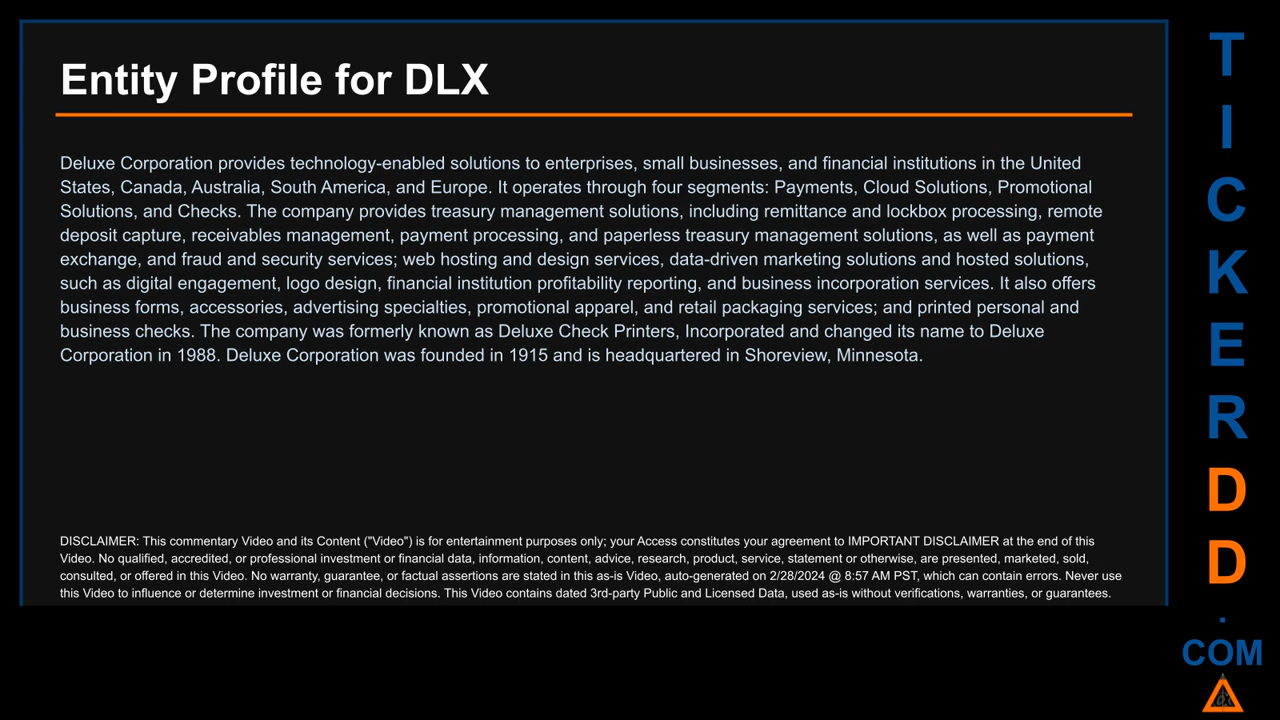 Entity Profile for DLX
Deluxe Corporation provides technology-enabled solutions to enterprises, small businesses, and financial institutions in the United
States, Canada, Australia, South America, and Europe. It operates through four segments: Payments, Cloud Solutions, Promotional
Solutions, and Checks. The company provides treasury management solutions, including remittance and lockbox processing, remote
deposit capture, receivables management, payment processing, and paperless treasury management solutions, as well as payment
exchange, and fraud and security services; web hosting and design services, data-driven marketing solutions and hosted solutions,
such as digital engagement, logo design, financial institution profitability reporting, and business incorporation services. It also offers
business forms, accessories, advertising specialties, promotional apparel, and retail packaging services; and printed personal and
business checks. The company was formerly known as Deluxe Check Printers, Incorporated and changed its name to Deluxe
Corporation in 1988. Deluxe Corporation was founded in 1915 and is headquartered in Shoreview, Minnesota.
DISCLAIMER: This commentary Video and its Content ("Video") is for entertainment purposes only; your Access constitutes your agreement to IMPORTANT DISCLAIMER at the end of this
Video. No qualified, accredited, or professional investment or financial data, information, content, advice, research, product, service, statement or otherwise, are presented, marketed, sold,
consulted, or offered in this Video. No warranty, guarantee, or factual assertions are stated in this as-is Video, auto-generated on 2/28/2024 @ 8:57 AM PST, which can contain errors. Never use
this Video to influence or determine investment or financial decisions. This Video contains dated 3rd-party Public and Licensed Data, used as-is without verifications, warranties, or guarantees.
T
I
C
K
E
R
D
D
.
COM